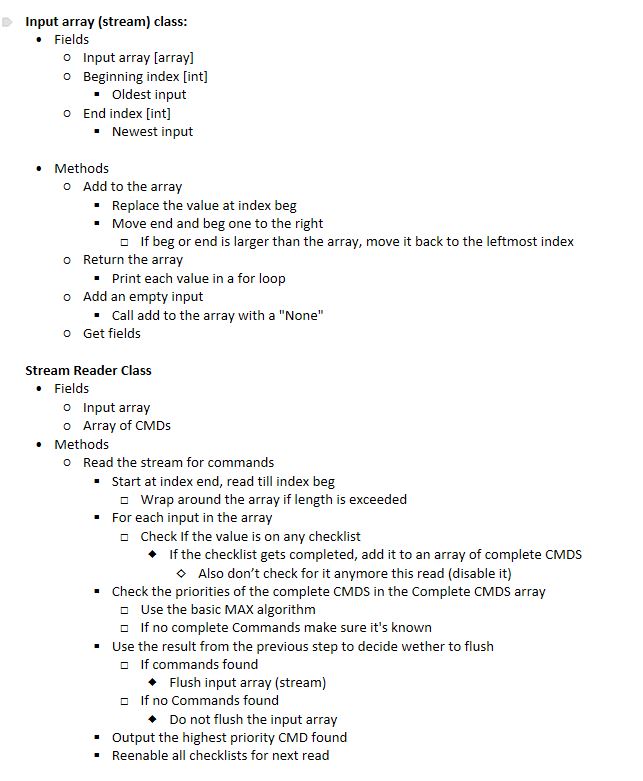 Input array (stream) class:
• Fields
o Input array [array]
o Beginning index [int]
▪ Oldest input
o End index [int]
▪ Newest input
• Methods
o Add to the array
▪ Replace the value at index beg
▪ Move end and beg one to the right
□ If beg or end is larger than the array, move it back to the leftmost index
o Return the array
▪ Print each value in a for loop
o Add an empty input
▪ Call add to the array with a "None"
o Get fields
Stream Reader Class
• Fields
o Input array
o Array of CMDs
• Methods
o Read the stream for commands
▪ Start at index end, read till index beg
□ Wrap around the array if length is exceeded
▪ For each input in the array
□ Check If the value is on any checklist
◆ If the checklist gets completed, add it to an array of complete CMDS
◇ Also don't check for it anymore this read (disable it)
▪ Check the priorities of the complete CMDS in the Complete CMDS array
□ Use the basic MAX algorithm
□ If no complete Commands make sure it's known
▪ Use the result from the previous step to decide wether to flush
□ If commands found
◆ Flush input array (stream)
□ If no Commands found
◆ Do not flush the input array
▪ Output the highest priority CMD found
▪ Reenable all checklists for next read